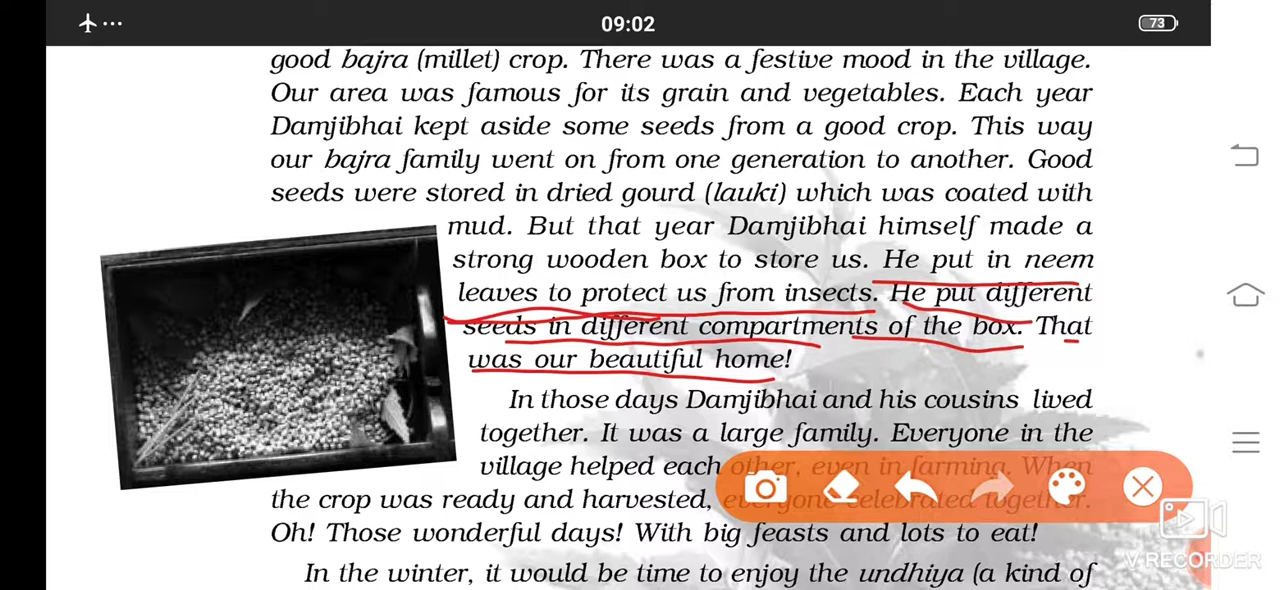 09:02
73
good bajra (millet) crop. There was a festive mood in the village.
Our area was famous for its grain and vegetables. Each year
Damjibhai kept aside some seeds from a good crop. This way
our bajra family went on from one generation to another. Good
seeds were stored in dried gourd (lauki) which was coated with
mud. But that year Damjibhai himself made a
strong wooden box to store us. He put in neem
leaves to protect us from insects. He put different
seeds in different compartments of the box. That
was our beautiful home!
In those days Damjibhai and his cousins lived
together. It was a large family. Everyone in the
village helped each other, even in farming. When
the crop was ready and harvested, everyone celebrated together.
Oh! Those wonderful days! With big feasts and lots to eat!
In the winter, it would be time to enjoy the undhiya (a kind of
V RECORDER